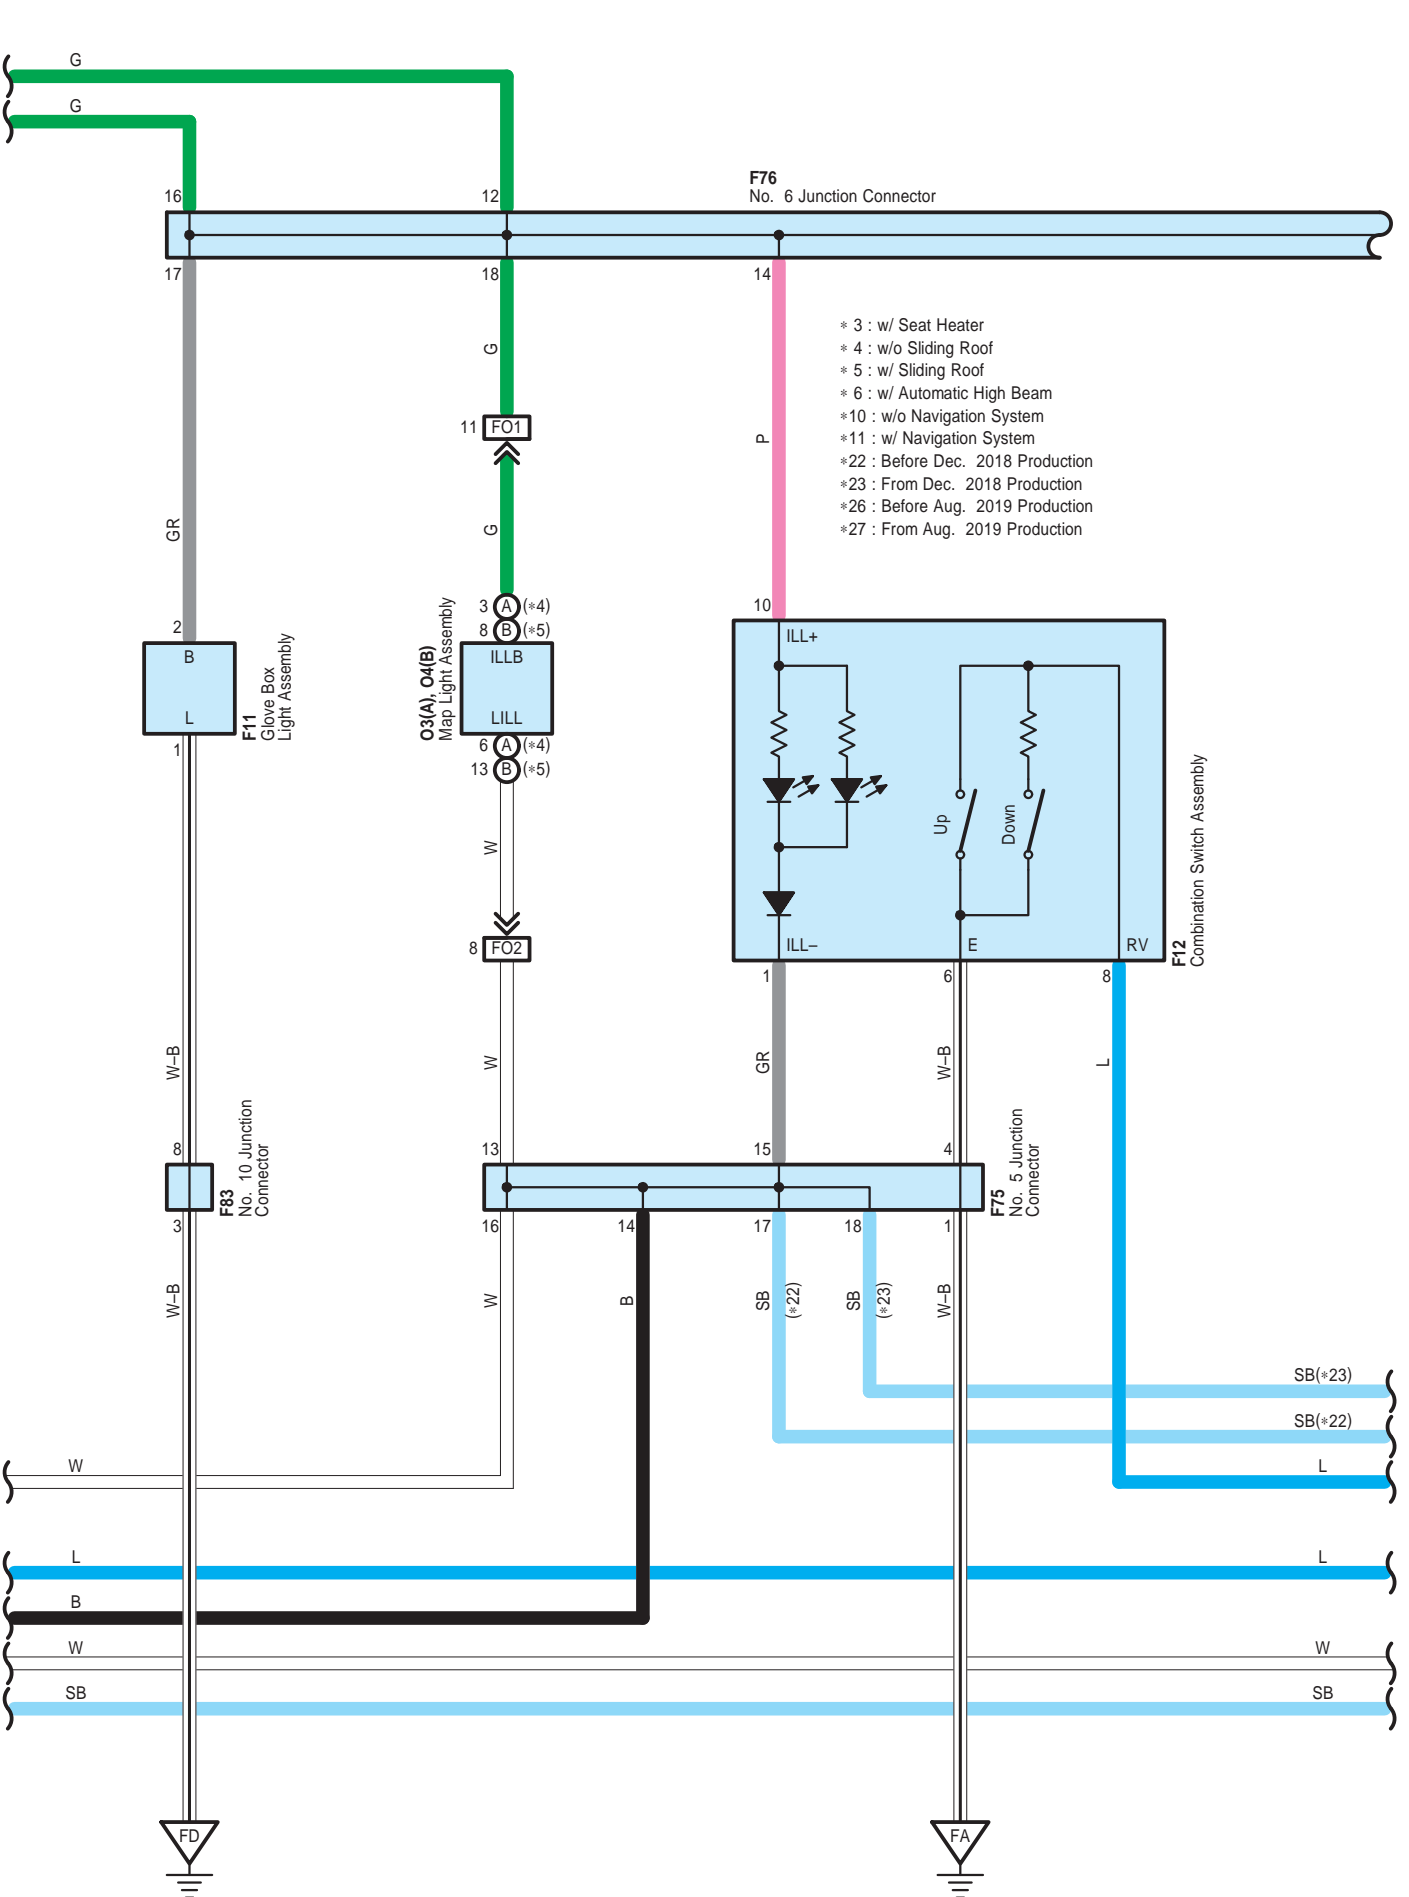 G
G
F76
No. 6 Junction Connector
16
12
17
18
14
* 3 : w/ Seat Heater
* 4 : w/o Sliding Roof
* 5 : w/ Sliding Roof
* 6 : w/ Automatic High Beam
*10 : w/o Navigation System
*11 : w/ Navigation System
*22 : Before Dec. 2018 Production
*23 : From Dec. 2018 Production
*26 : Before Aug. 2019 Production
*27 : From Aug. 2019 Production
G
P
11 FO1
GR
G
3 A (*4)
8 B (*5)
10
2
B
L
1
F11
Glove Box
Light Assembly
O3(A), O4(B)
Map Light Assembly
ILLB
LILL
6 A (*4)
13 B (*5)
ILL+
Up
Down
ILL–
E
RV
F12
Combination Switch Assembly
W
8 FO2
1
6
8
W–B
W
GR
W–B
L
8
13
15
4
F83
No. 10 Junction
Connector
F75
No. 5 Junction
Connector
3
16
14
17
18
1
W–B
W
B
SB
(*22)
SB
(*23)
W–B
SB(*23)
SB(*22)
W
L
L
L
B
W
W
SB
SB
FD
FA